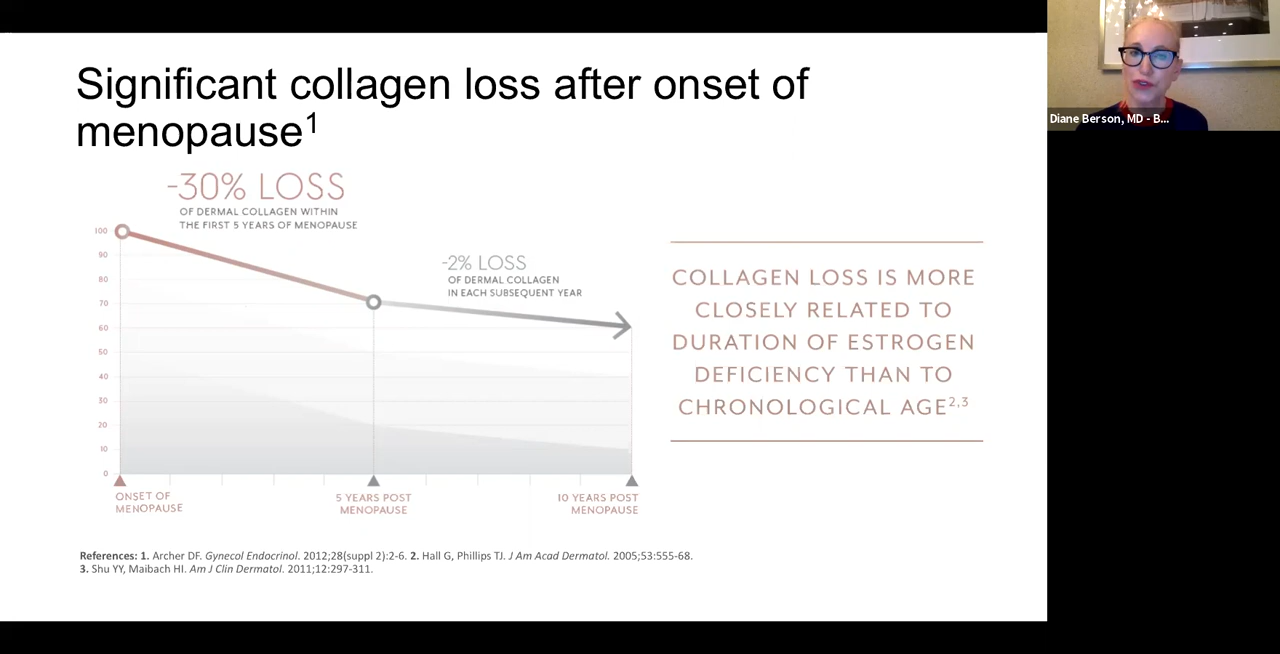 Significant collagen loss after onset of
menopause1
-30% LOSS
OF DERMAL COLLAGEN WITHIN
THE FIRST 5 YEARS OF MENOPAUSE
-2% LOSS
OF DERMAL COLLAGEN
IN EACH SUBSEQUENT YEAR
100
90
80
70
60
50
40
30
20
10
0
ONSET OF
MENOPAUSE
5 YEARS POST
MENOPAUSE
10 YEARS POST
MENOPAUSE
COLLAGEN LOSS IS MORE
CLOSELY RELATED TO
DURATION OF ESTROGEN
DEFICIENCY THAN TO
CHRONOLOGICAL AGE2,3
References: 1. Archer DF. Gynecol Endocrinol. 2012;28(suppl 2):2-6. 2. Hall G, Phillips TJ. J Am Acad Dermatol. 2005;53:555-68.
3. Shu YY, Maibach HI. Am J Clin Dermatol. 2011;12:297-311.
Diane Berson, MD - B...